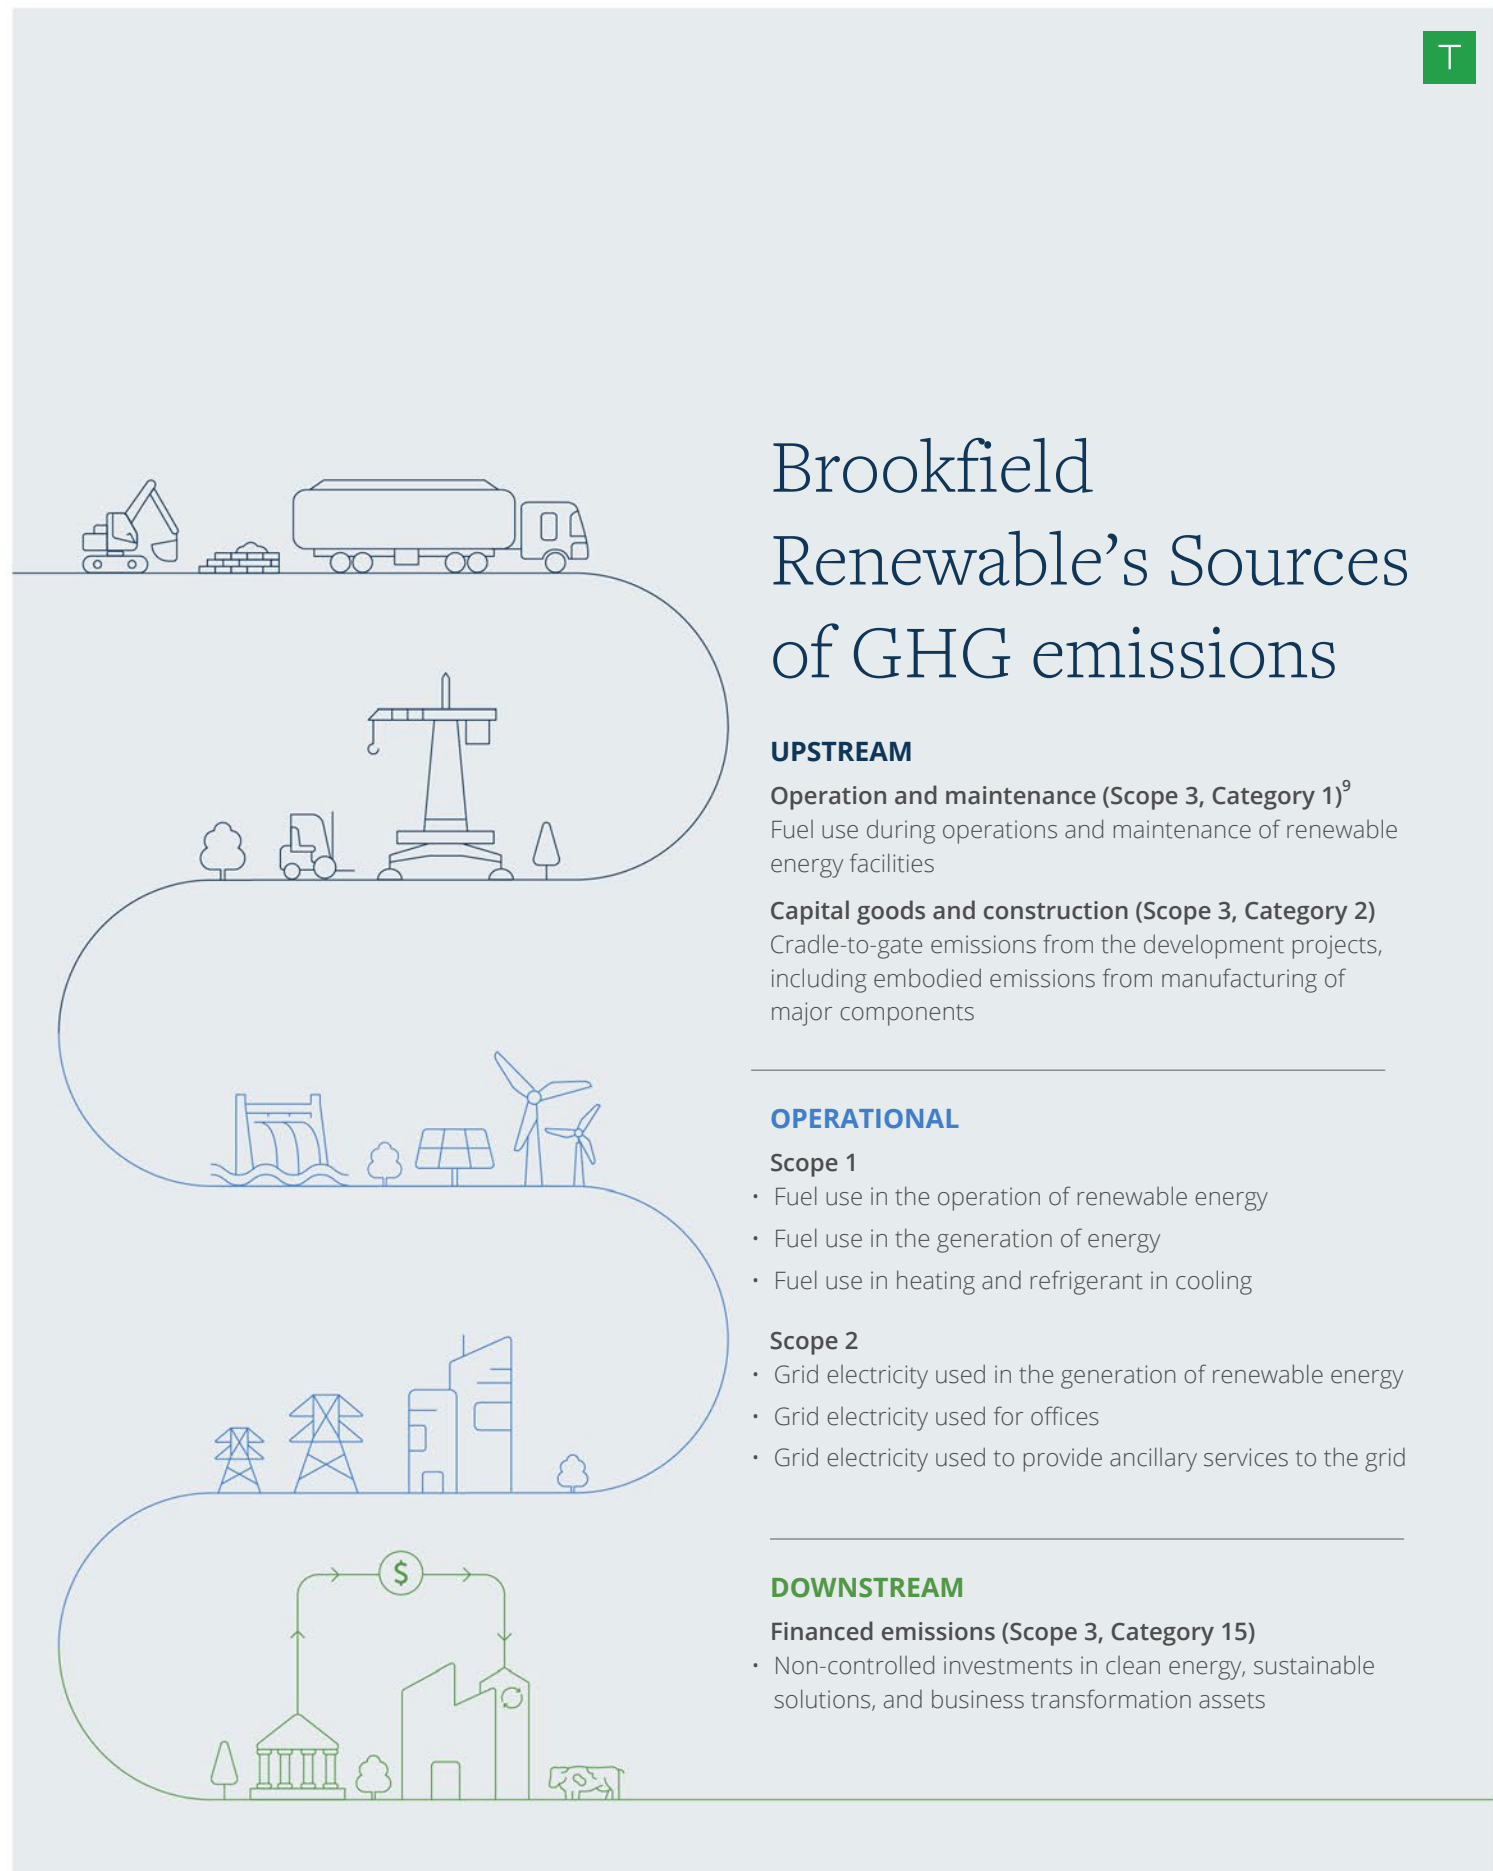 T
Brookfield
Renewable’s Sources
of GHG emissions
UPSTREAM
Operation and maintenance (Scope 3, Category 1)⁹
Fuel use during operations and maintenance of renewable
energy facilities
Capital goods and construction (Scope 3, Category 2)
Cradle-to-gate emissions from the development projects,
including embodied emissions from manufacturing of
major components
OPERATIONAL
Scope 1
• Fuel use in the operation of renewable energy
• Fuel use in the generation of energy
• Fuel use in heating and refrigerant in cooling
Scope 2
• Grid electricity used in the generation of renewable energy
• Grid electricity used for offices
• Grid electricity used to provide ancillary services to the grid
$
DOWNSTREAM
Financed emissions (Scope 3, Category 15)
• Non-controlled investments in clean energy, sustainable
solutions, and business transformation assets